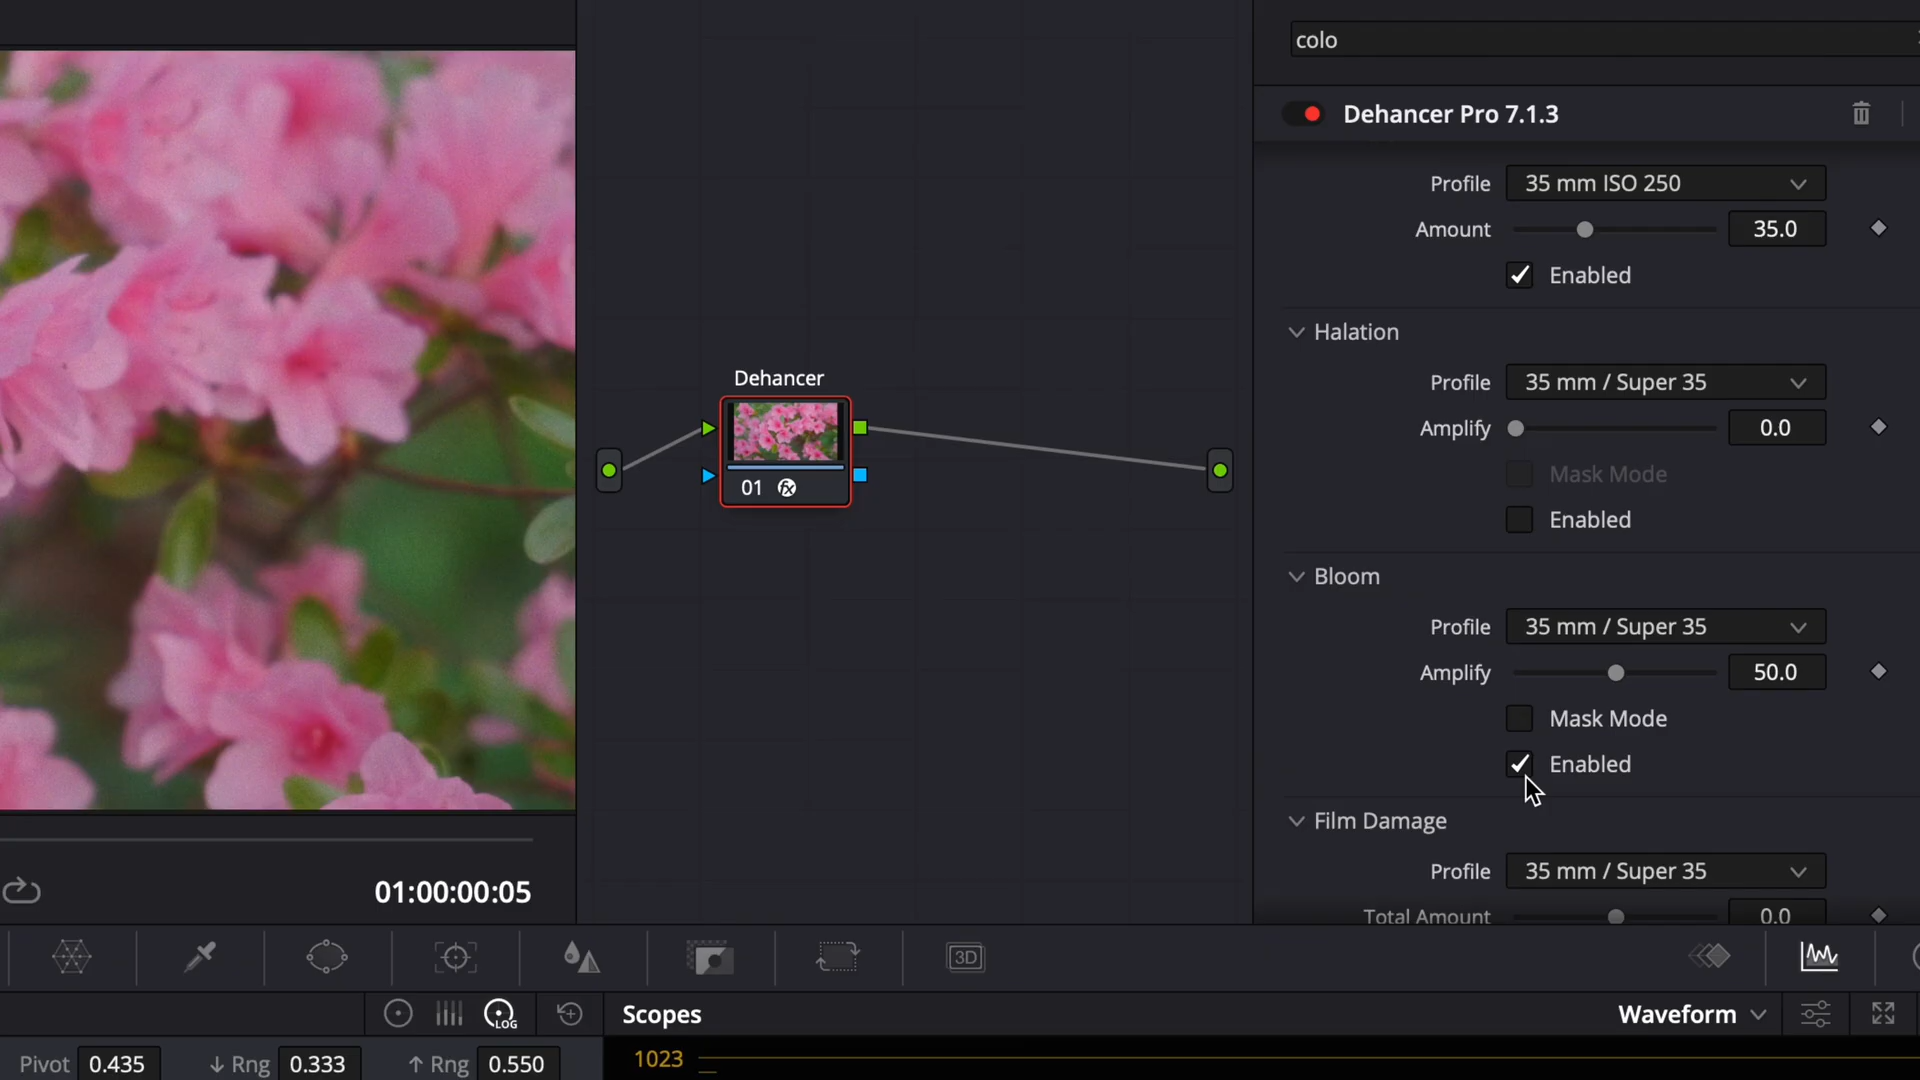 colo
Dehancer Pro 7.1.3
Profile 35 mm ISO 250
Amount 35.0
Enabled
Halation
Profile 35 mm / Super 35
Amplify 0.0
Mask Mode
Enabled
Bloom
Profile 35 mm / Super 35
Amplify 50.0
Mask Mode
Enabled
Film Damage
Profile 35 mm / Super 35
Total Amount 0.0
Dehancer
01 fx
01:00:00:05
3D
LOG
Scopes
Waveform
Pivot 0.435 ↓ Rng 0.333 ↑ Rng 0.550
1023